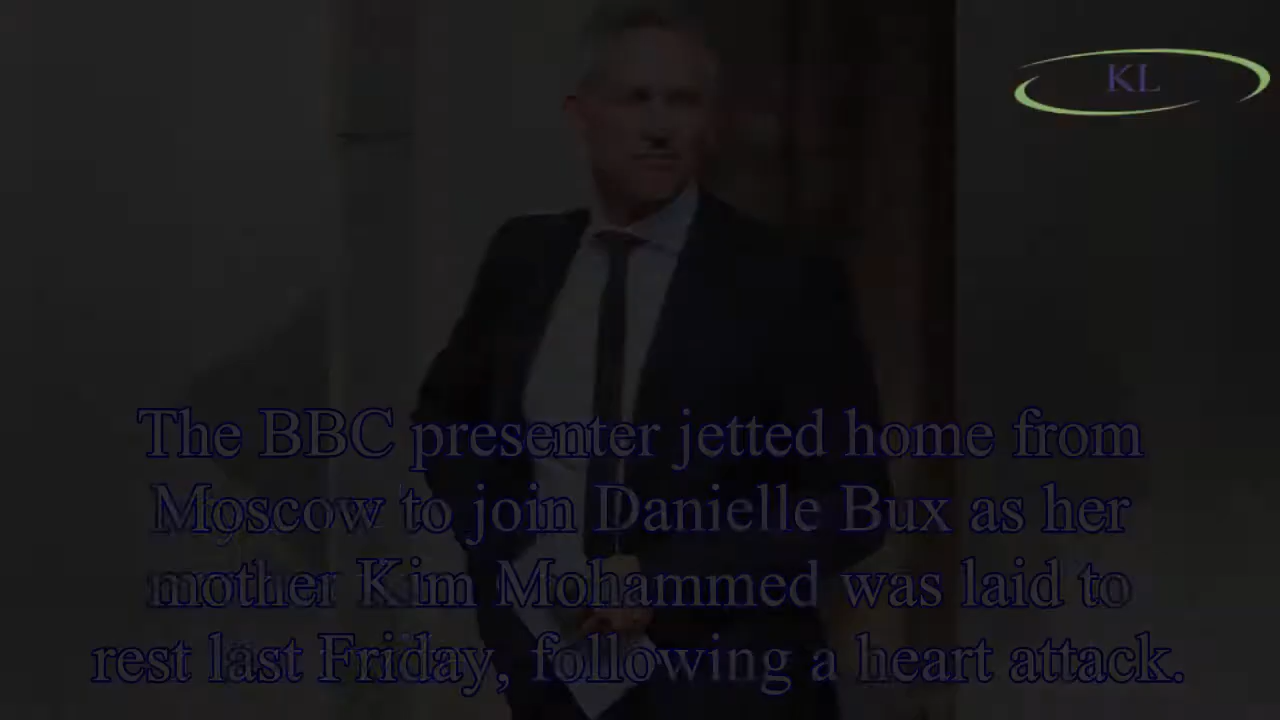 KL
The BBC presenter jetted home from
Moscow to join Danielle Bux as her
mother Kim Mohammed was laid to
rest last Friday, following a heart attack.